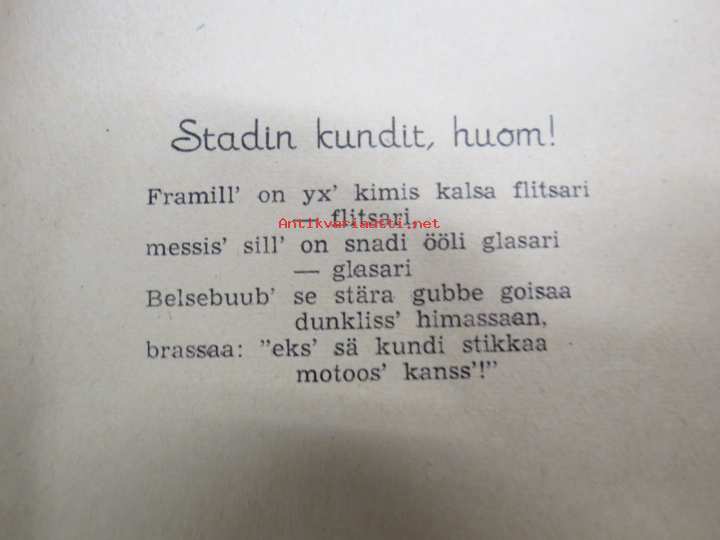 Stadin kundit, huom!
Framill' on yx' kimis kalsa flitsari
— flitsari,
Antikvariaatti.net
messis' sill' on snadi ööli glasari
— glasari
Belsebuub' se stära gubbe goisaa
dunkliss' himassaan,
brassaa: "eks' sä kundi stikkaa
motoos' kanss'!"